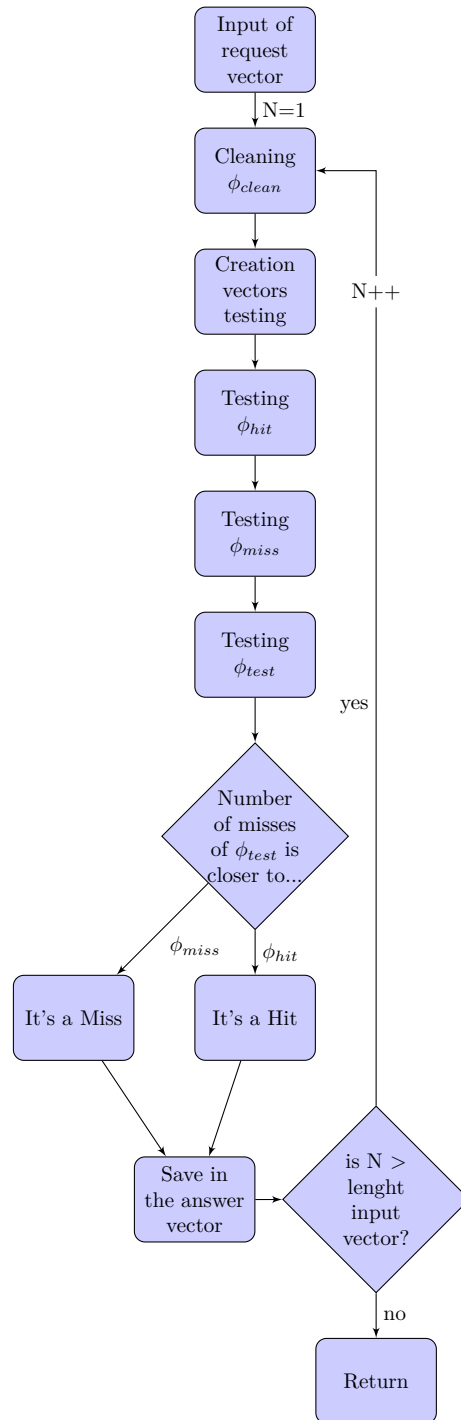 Input of
request
vector
N=1
Cleaning
ϕ_clean
Creation
vectors
testing
N++
Testing
ϕ_hit
Testing
ϕ_miss
Testing
ϕ_test
yes
Number
of misses
of ϕ_test is
closer to...
ϕ_miss
ϕ_hit
It's a Miss
It's a Hit
Save in
the answer
vector
is N >
lenght
input
vector?
no
Return